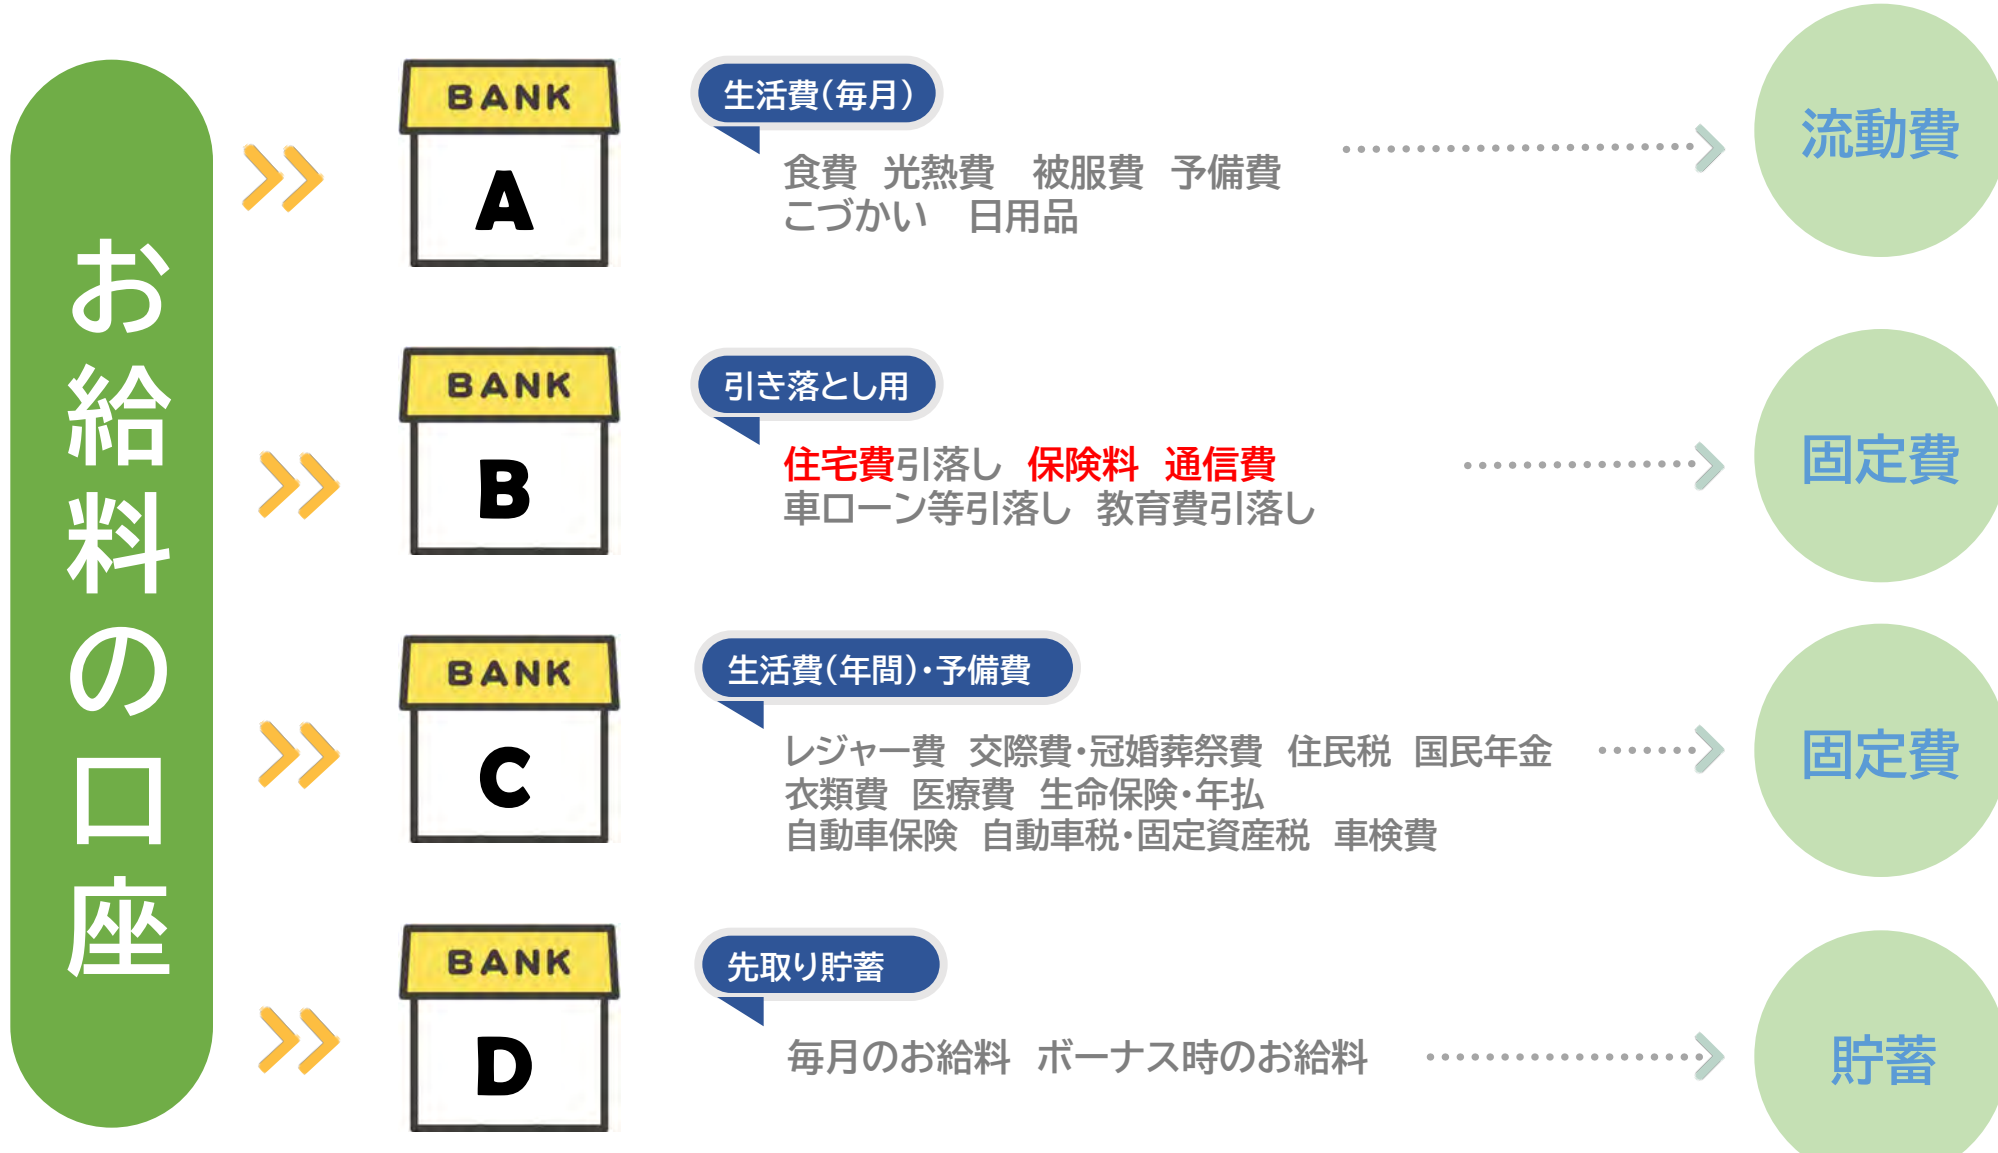 お給料の口座
BANK
A
生活費(毎月)
食費 光熱費 被服費 予備費
こづかい 日用品
流動費
BANK
B
引き落とし用
住宅費引落し 保険料 通信費
車ローン等引落し 教育費引落し
固定費
BANK
C
生活費(年間)・予備費
レジャー費 交際費・冠婚葬祭費 住民税 国民年金
衣類費 医療費 生命保険・年払
自動車保険 自動車税・固定資産税 車検費
固定費
BANK
D
先取り貯蓄
毎月のお給料 ボーナス時のお給料
貯蓄